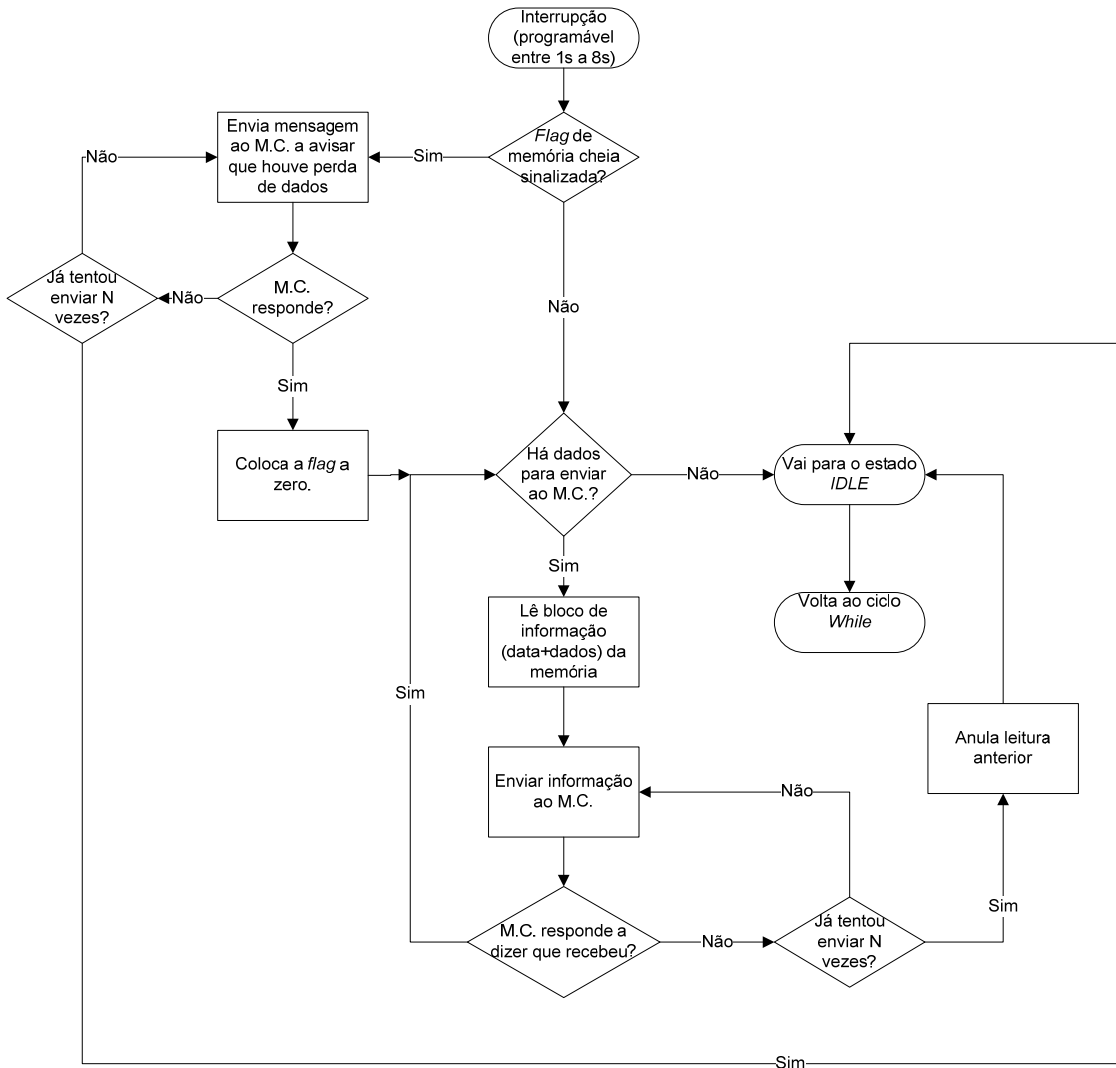 Interrupção
(programável
entre 1s a 8s)
Envia mensagem
ao M.C. a avisar
que houve perda
de dados
Flag de
memória cheia
sinalizada?
Não
Sim
Já tentou
enviar N
vezes?
Não
M.C.
responde?
Não
Sim
Coloca a flag a
zero.
Há dados
para enviar
ao M.C.?
Não
Vai para o estado
IDLE
Sim
Volta ao ciclo
While
Lê bloco de
informação
(data+dados) da
memória
Sim
Anula leitura
anterior
Enviar informação
ao M.C.
Não
Sim
M.C. responde a
dizer que recebeu?
Não
Já tentou
enviar N
vezes?
Sim